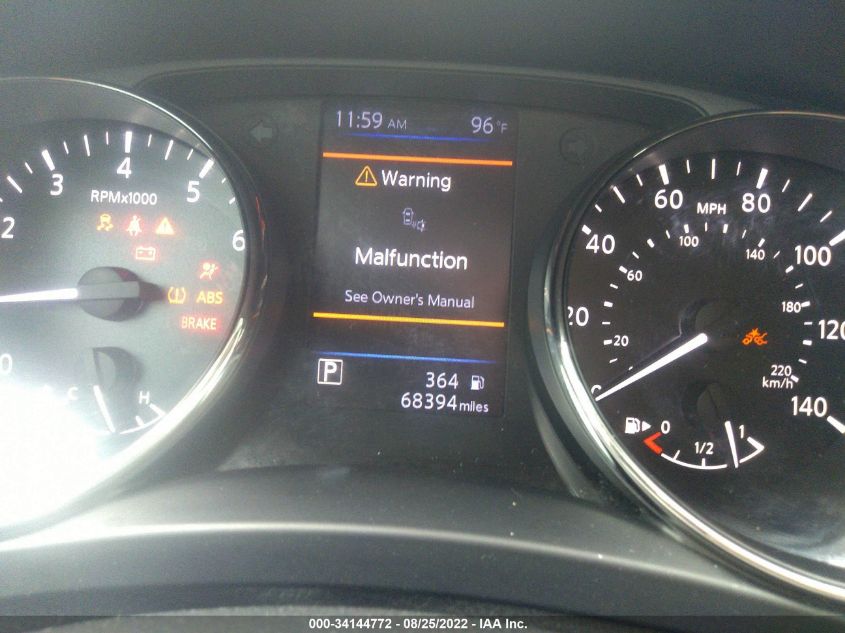 11:59 AM 96°F
Warning
Malfunction
See Owner's Manual
P 364
68394 miles
2 3 4 5 6
RPMx1000
ABS
BRAKE
0
C H
20 40 60 80 100 120 140
MPH
20 60 100 140 180 220
km/h
0 1/2 1
000-34144772 - 08/25/2022 - IAA Inc.